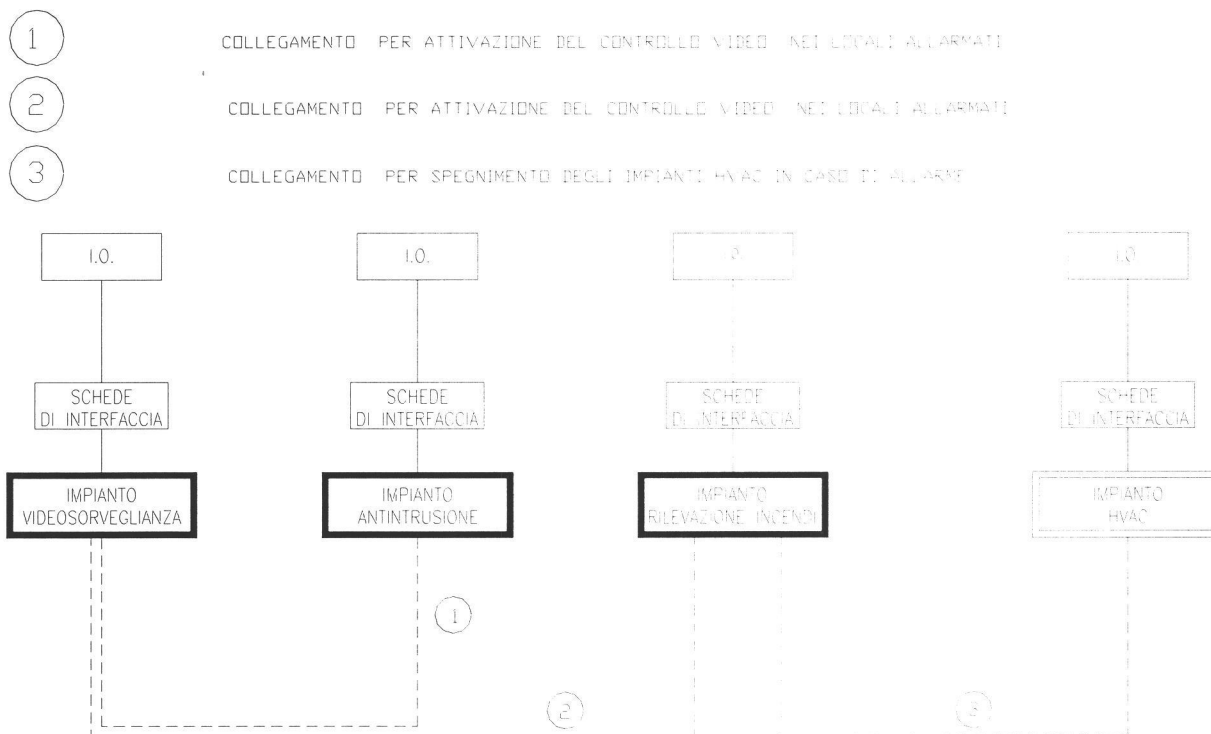 1
COLLEGAMENTO PER ATTIVAZIONE DEL CONTROLLO VIDEO NEI LOCALI ALLARMATI
2
COLLEGAMENTO PER ATTIVAZIONE DEL CONTROLLO VIDEO NEI LOCALI ALLARMATI
3
COLLEGAMENTO PER SPEGNIMENTO DEGLI IMPIANTI HVAC IN CASO DI ALLARME
I.O.
I.O.
I.O.
I.O.
SCHEDE
DI INTERFACCIA
SCHEDE
DI INTERFACCIA
SCHEDE
DI INTERFACCIA
SCHEDE
DI INTERFACCIA
IMPIANTO
VIDEOSORVEGLIANZA
IMPIANTO
ANTINTRUSIONE
IMPIANTO
RILEVAZIONE INCENDI
IMPIANTO
HVAC
1
2
3